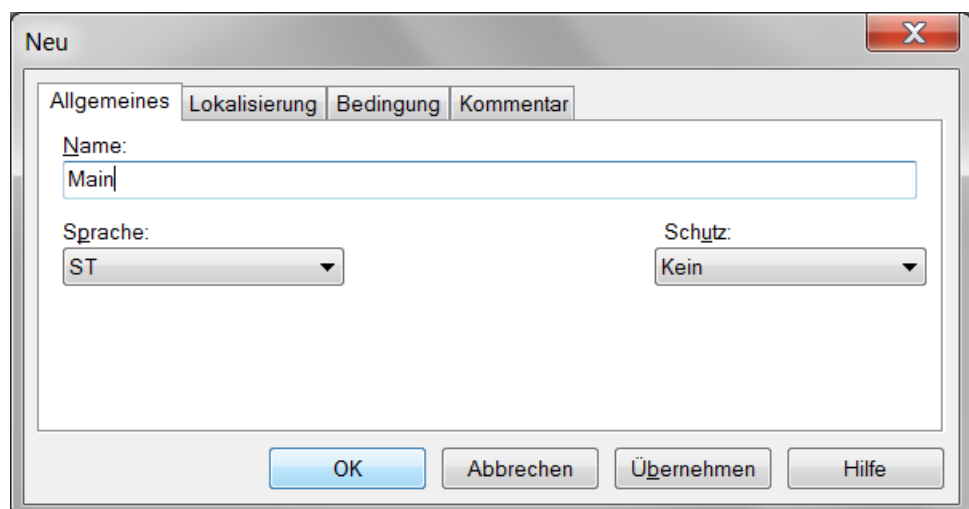 Neu
Allgemeines Lokalisierung Bedingung Kommentar
Name:
Main
Sprache: Schutz:
ST Kein
OK Abbrechen Übernehmen Hilfe